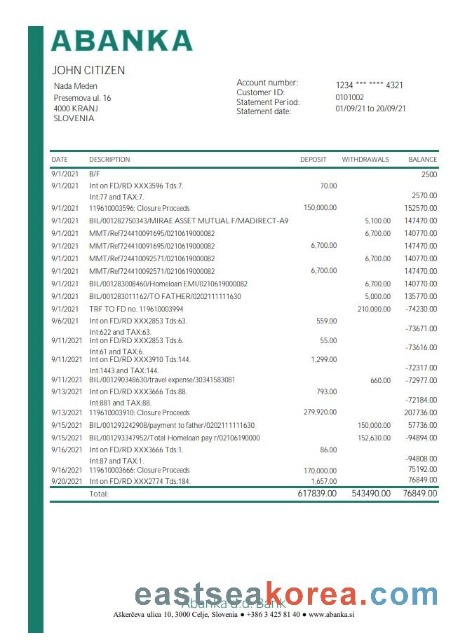 ABANKA
JOHN CITIZEN
Nada Meden
Presernova ul. 16
4000 KRANJ
SLOVENIA
Account number: 1234 *** **** 4321
Customer ID: 0101002
Statement Period: 01/09/21 to 20/09/21
Statement date:
DATE DESCRIPTION DEPOSIT WITHDRAWALS BALANCE
9/1/2021 B/F 2500
9/1/2021 Int on FD/RD XXX3596 Tds:7. 70.00
Int:77 and TAX:7. 2570.00
9/1/2021 119610003596: Closure Proceeds 150,000.00 152570.00
9/1/2021 BIL/001282750343/MIRAE ASSET MUTUAL F/MADIRECT-A9 5,100.00 147470.00
9/1/2021 MMT/Ref724410091695/0210619000082 6,700.00 140770.00
9/1/2021 MMT/Ref724410091695/0210619000082 6,700.00 147470.00
9/1/2021 MMT/Ref724410092571/0210619000082 6,700.00 140770.00
9/1/2021 MMT/Ref724410092571/0210619000082 6,700.00 147470.00
9/1/2021 BIL/001283008460/Homeloan EMI/0210619000082 6,700.00 140770.00
9/1/2021 BIL/001283011162/TO FATHER/0202111111630 5,000.00 135770.00
9/1/2021 TRF TO FD no. 119610003994 210,000.00 -74230.00
9/6/2021 Int on FD/RD XXX2853 Tds:63. 559.00
Int:622 and TAX:63. -73671.00
9/11/2021 Int on FD/RD XXX2853 Tds:6. 55.00
Int:61 and TAX:6. -73616.00
9/11/2021 Int on FD/RD XXX3910 Tds:144. 1,299.00
Int:1443 and TAX:144. -72317.00
9/11/2021 BIL/001290348630/travel expense/30341583081 660.00 -72977.00
9/13/2021 Int on FD/RD XXX3666 Tds:88. 793.00
Int:881 and TAX:88. -72184.00
9/13/2021 119610003910: Closure Proceeds 279,920.00 207736.00
9/15/2021 BIL/001293242908/payment to father/0202111111630 150,000.00 57736.00
9/15/2021 BIL/001293347952/Total Homeloan pay r/02106190000 152,630.00 -94894.00
9/16/2021 Int on FD/RD XXX3666 Tds:1. 86.00
Int:87 and TAX:1. -94808.00
9/16/2021 119610003666: Closure Proceeds 170,000.00 75192.00
9/20/2021 Int on FD/RD XXX2774 Tds:184. 1,657.00 76849.00
Total: 617839.00 543490.00 76849.00
eastseakorea.com
Abanka d.d. Bank
Aškerčeva ulica 10, 3000 Celje, Slovenia ● +386 3 425 81 40 ● www.abanka.si